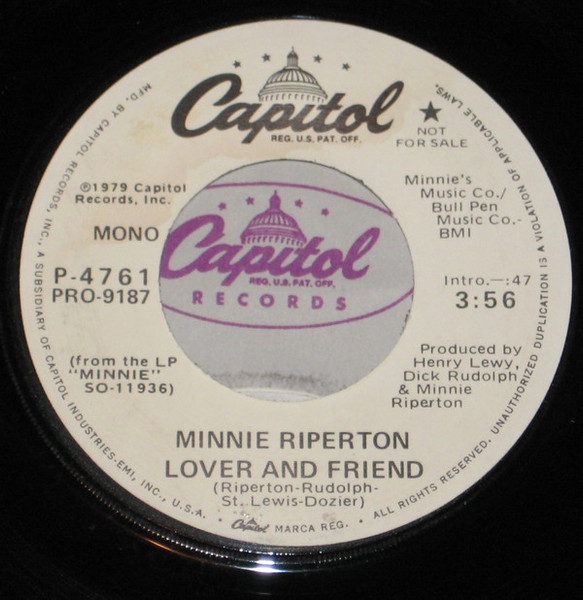 Capitol
REG. U.S. PAT. OFF.
★
NOT
FOR SALE
℗1979 Capitol
Records, Inc.
MONO
P-4761
PRO-9187
(from the LP
"MINNIE"
SO-11936)
Minnie's
Music Co./
Bull Pen
Music Co.-
BMI
Intro.—:47
3:56
Produced by
Henry Lewy,
Dick Rudolph
& Minnie
Riperton
Capitol
REG. U.S. PAT. OFF.
RECORDS
MINNIE RIPERTON
LOVER AND FRIEND
(Riperton-Rudolph-
St. Lewis-Dozier)
MFD. BY CAPITOL RECORDS, INC., A SUBSIDIARY OF CAPITOL INDUSTRIES-EMI, INC., U.S.A. • Capitol MARCA REG. • ALL RIGHTS RESERVED. UNAUTHORIZED DUPLICATION IS A VIOLATION OF APPLICABLE LAWS.